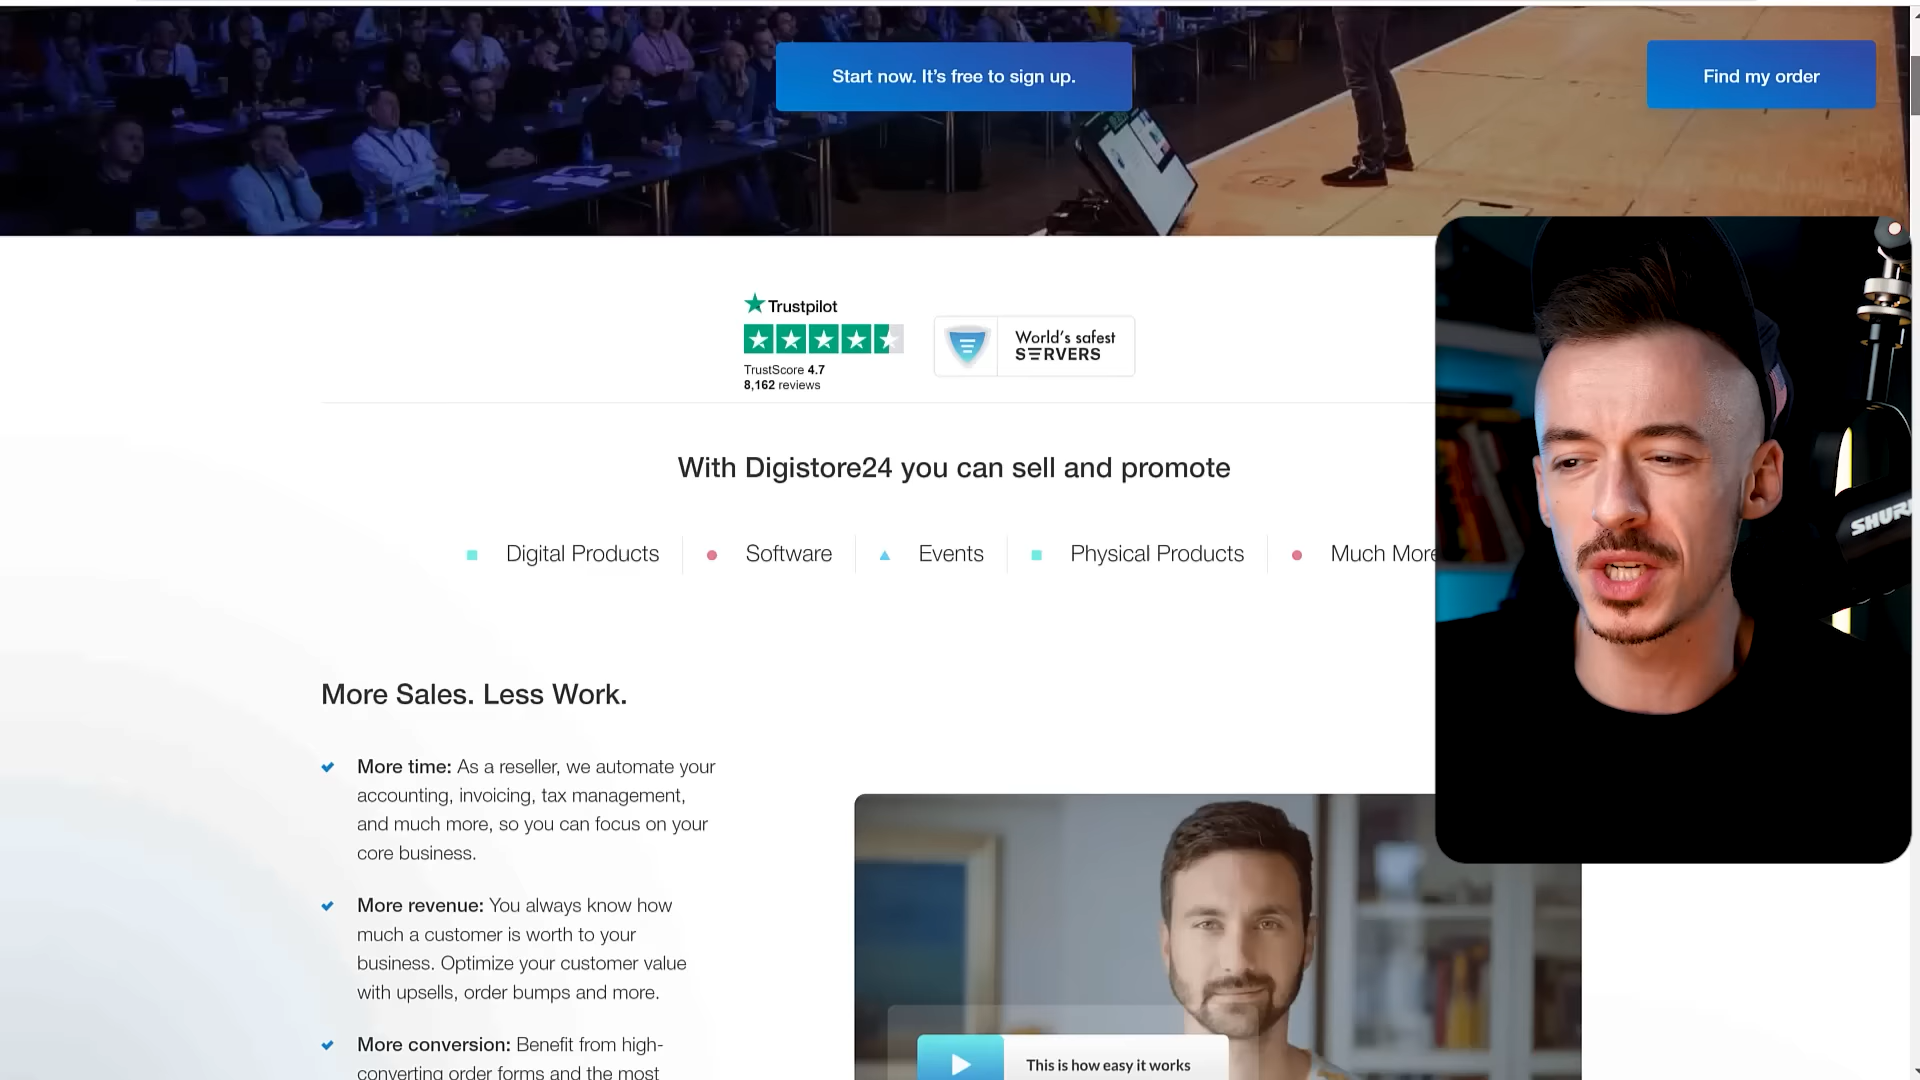 Start now. It's free to sign up.
Find my order
Trustpilot
TrustScore 4.7
8,162 reviews
World's safest
SERVERS
With Digistore24 you can sell and promote
Digital Products
Software
Events
Physical Products
Much More
More Sales. Less Work.
More time: As a reseller, we automate your
accounting, invoicing, tax management,
and much more, so you can focus on your
core business.
More revenue: You always know how
much a customer is worth to your
business. Optimize your customer value
with upsells, order bumps and more.
More conversion: Benefit from high-
converting order forms and the most
This is how easy it works
SHURE